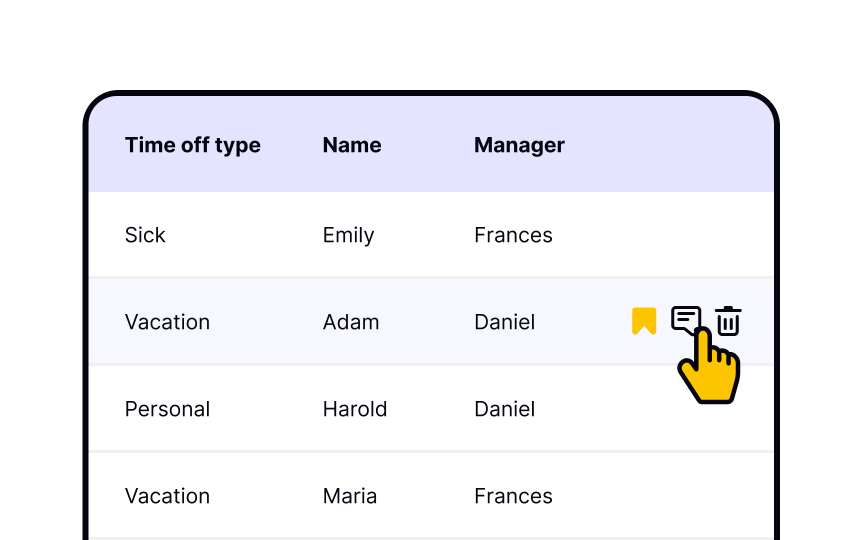 Time off type Name Manager
Sick Emily Frances
Vacation Adam Daniel
Personal Harold Daniel
Vacation Maria Frances